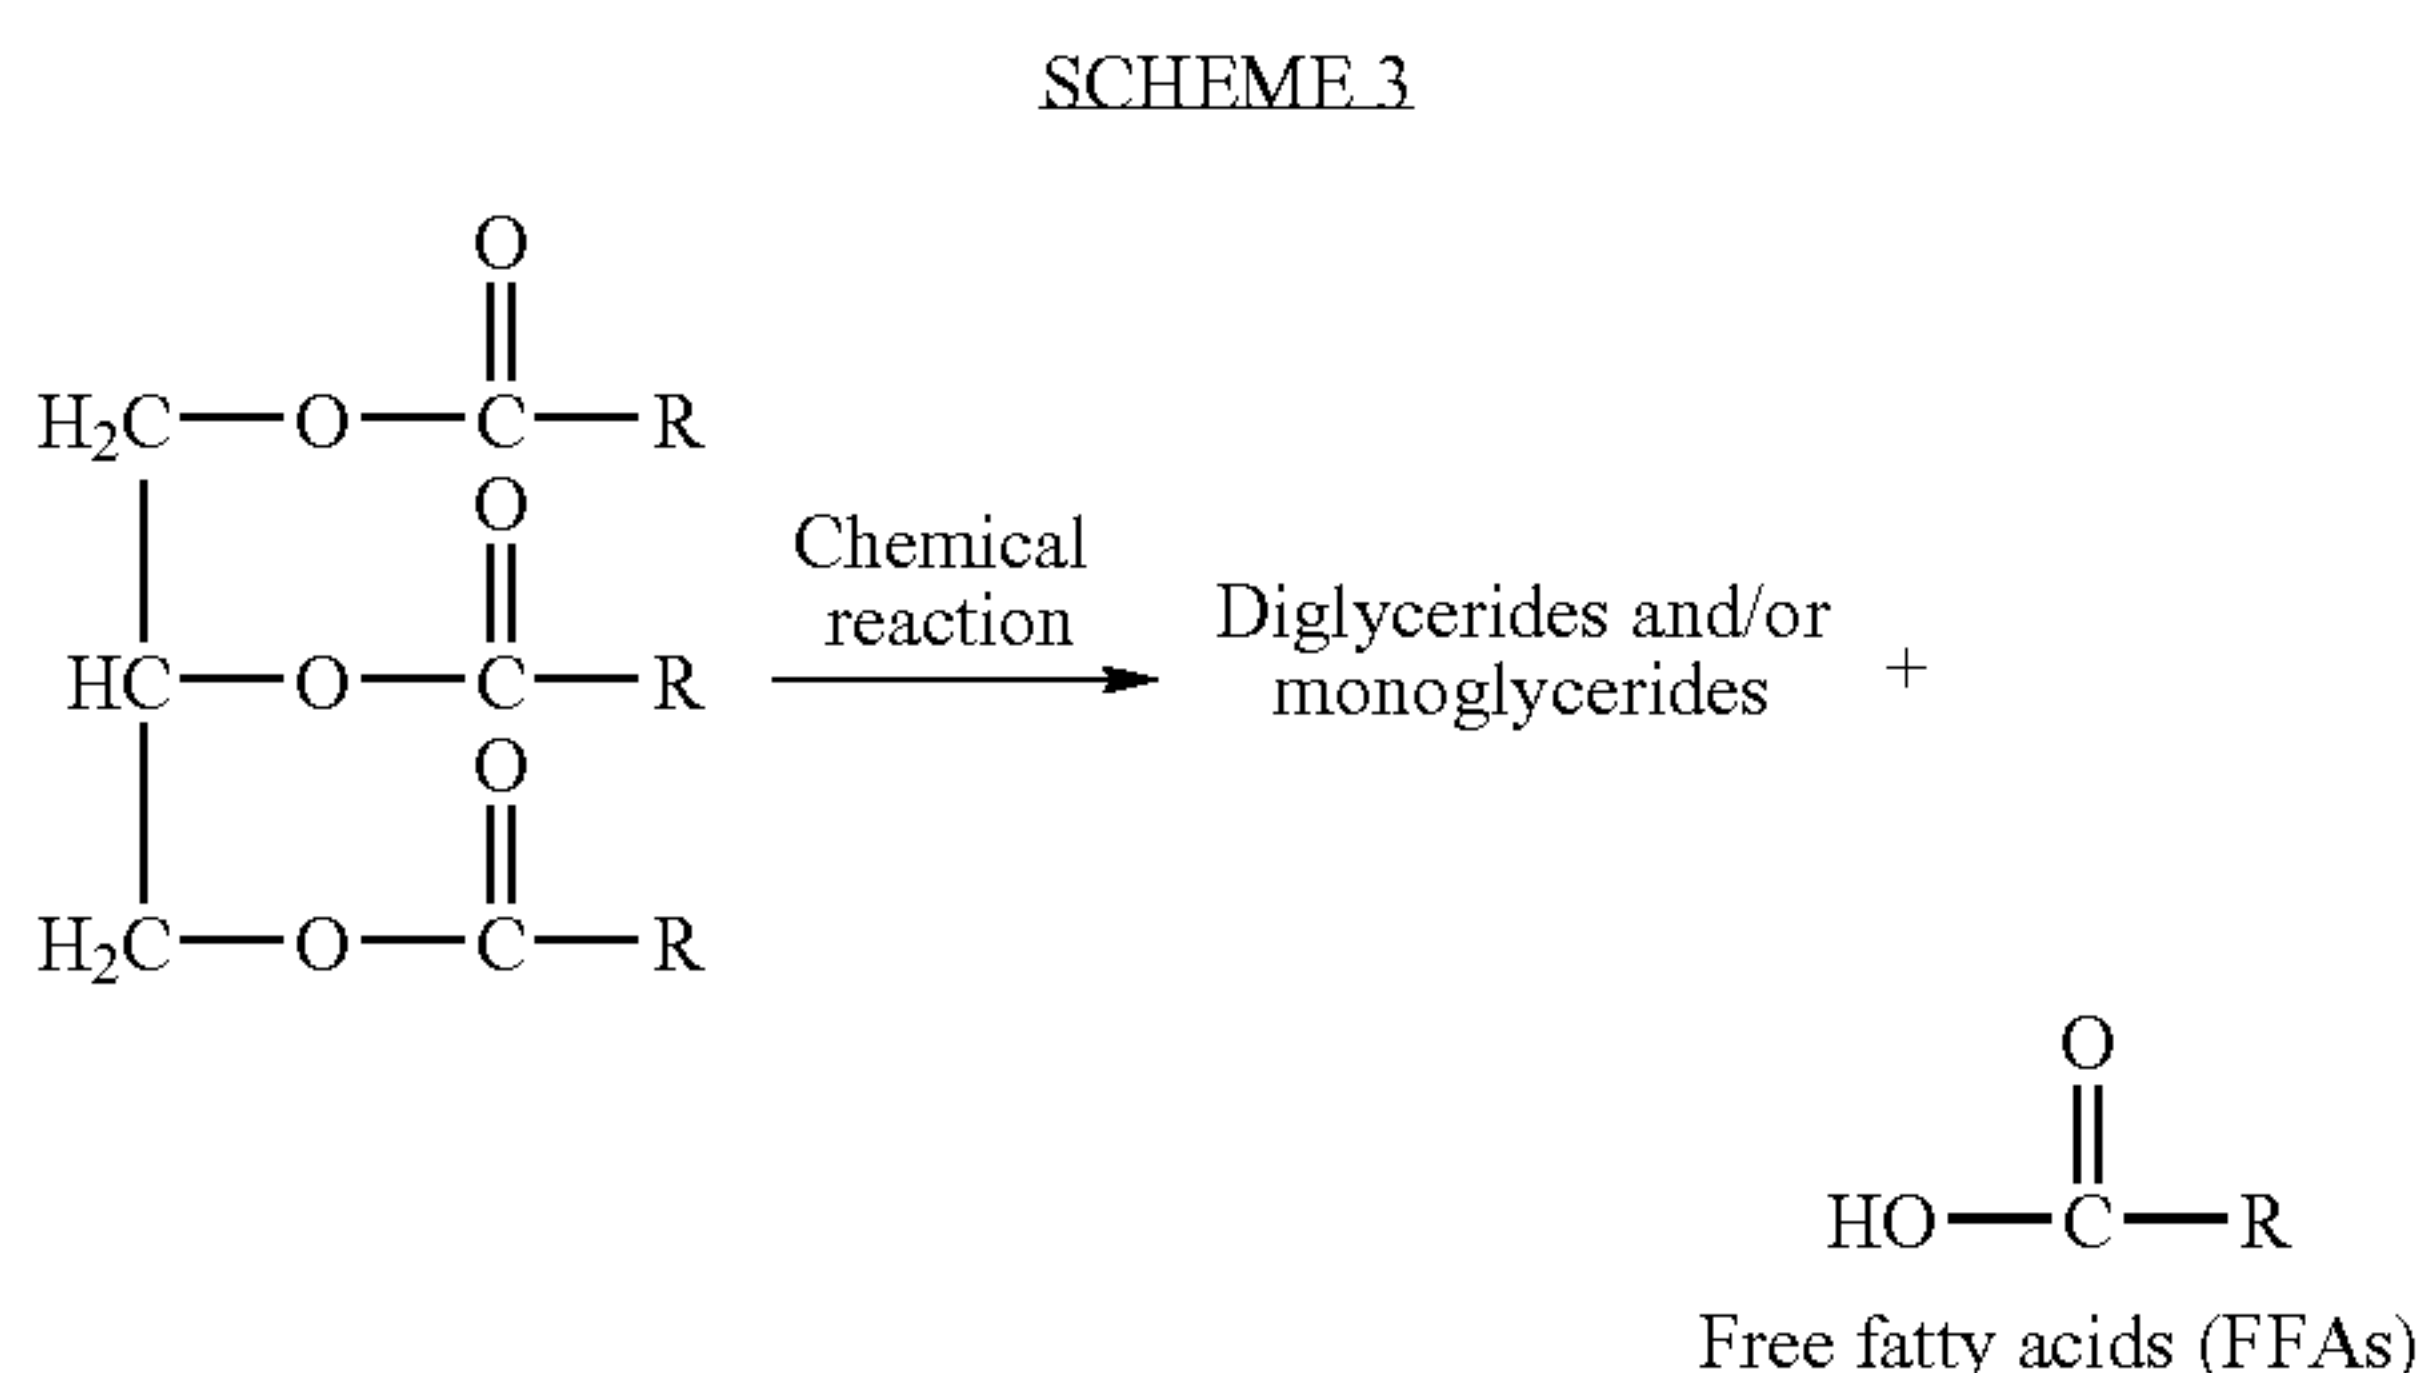 SCHEME 3
O
H₂C—O—C—R
O
Chemical
reaction
HC—O—C—R
Diglycerides and/or
monoglycerides
+
O
H₂C—O—C—R
O
HO—C—R
Free fatty acids (FFAs)